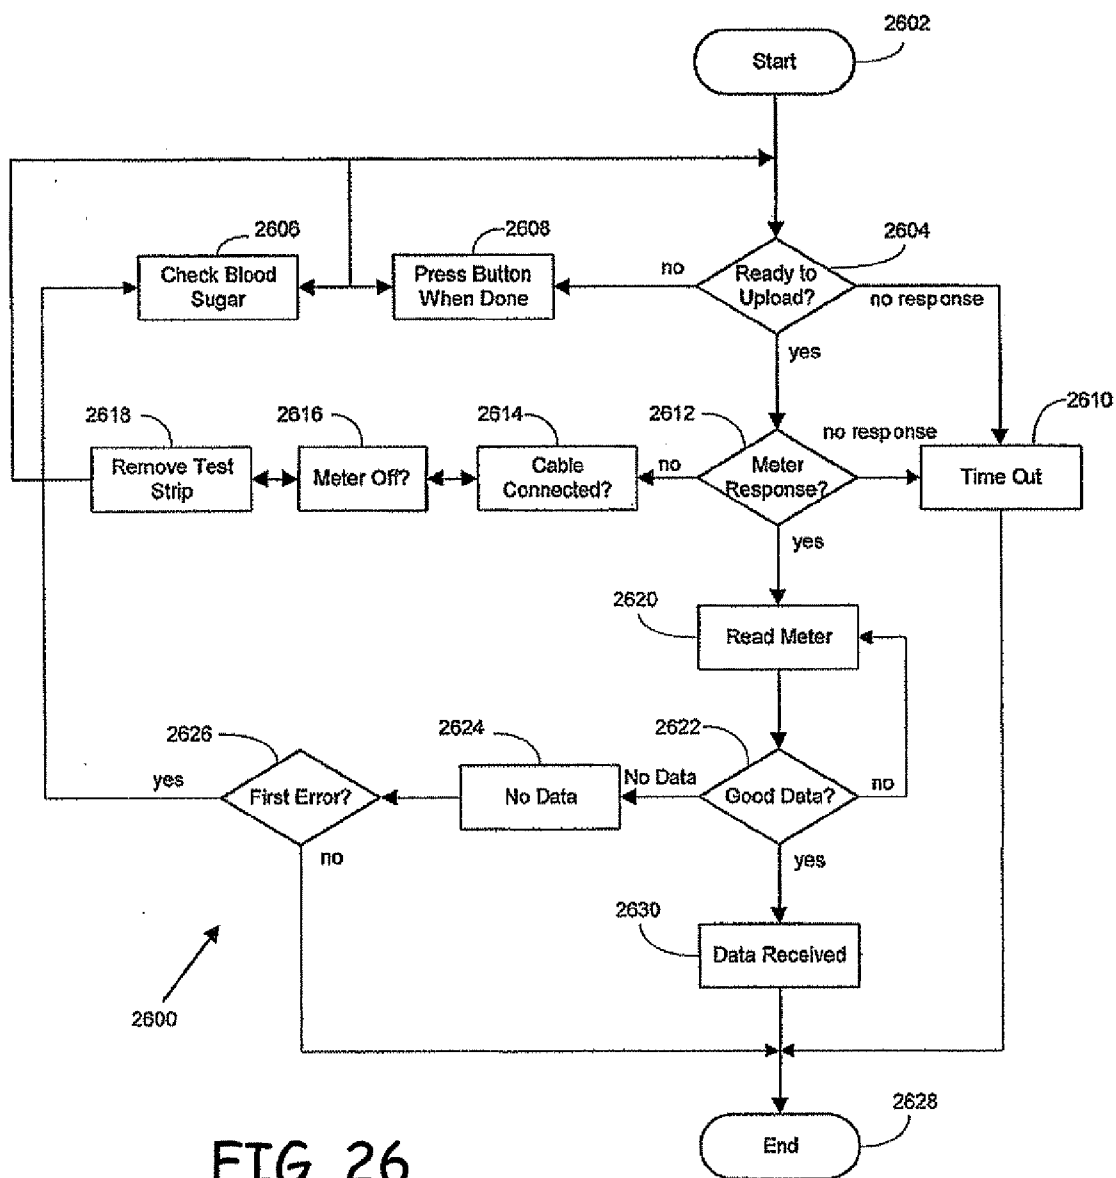 2602
Start
2606
Check Blood
Sugar
2608
Press Button
When Done
no
2604
Ready to
Upload?
no response
yes
2618
Remove Test
Strip
2616
Meter Off?
2614
Cable
Connected?
no
2612
Meter
Response?
no response
2610
Time Out
yes
2620
Read Meter
2626
yes
First Error?
no
2624
No Data
No Data
2622
Good Data?
no
yes
2630
Data Received
2600
2628
End
FIG 26